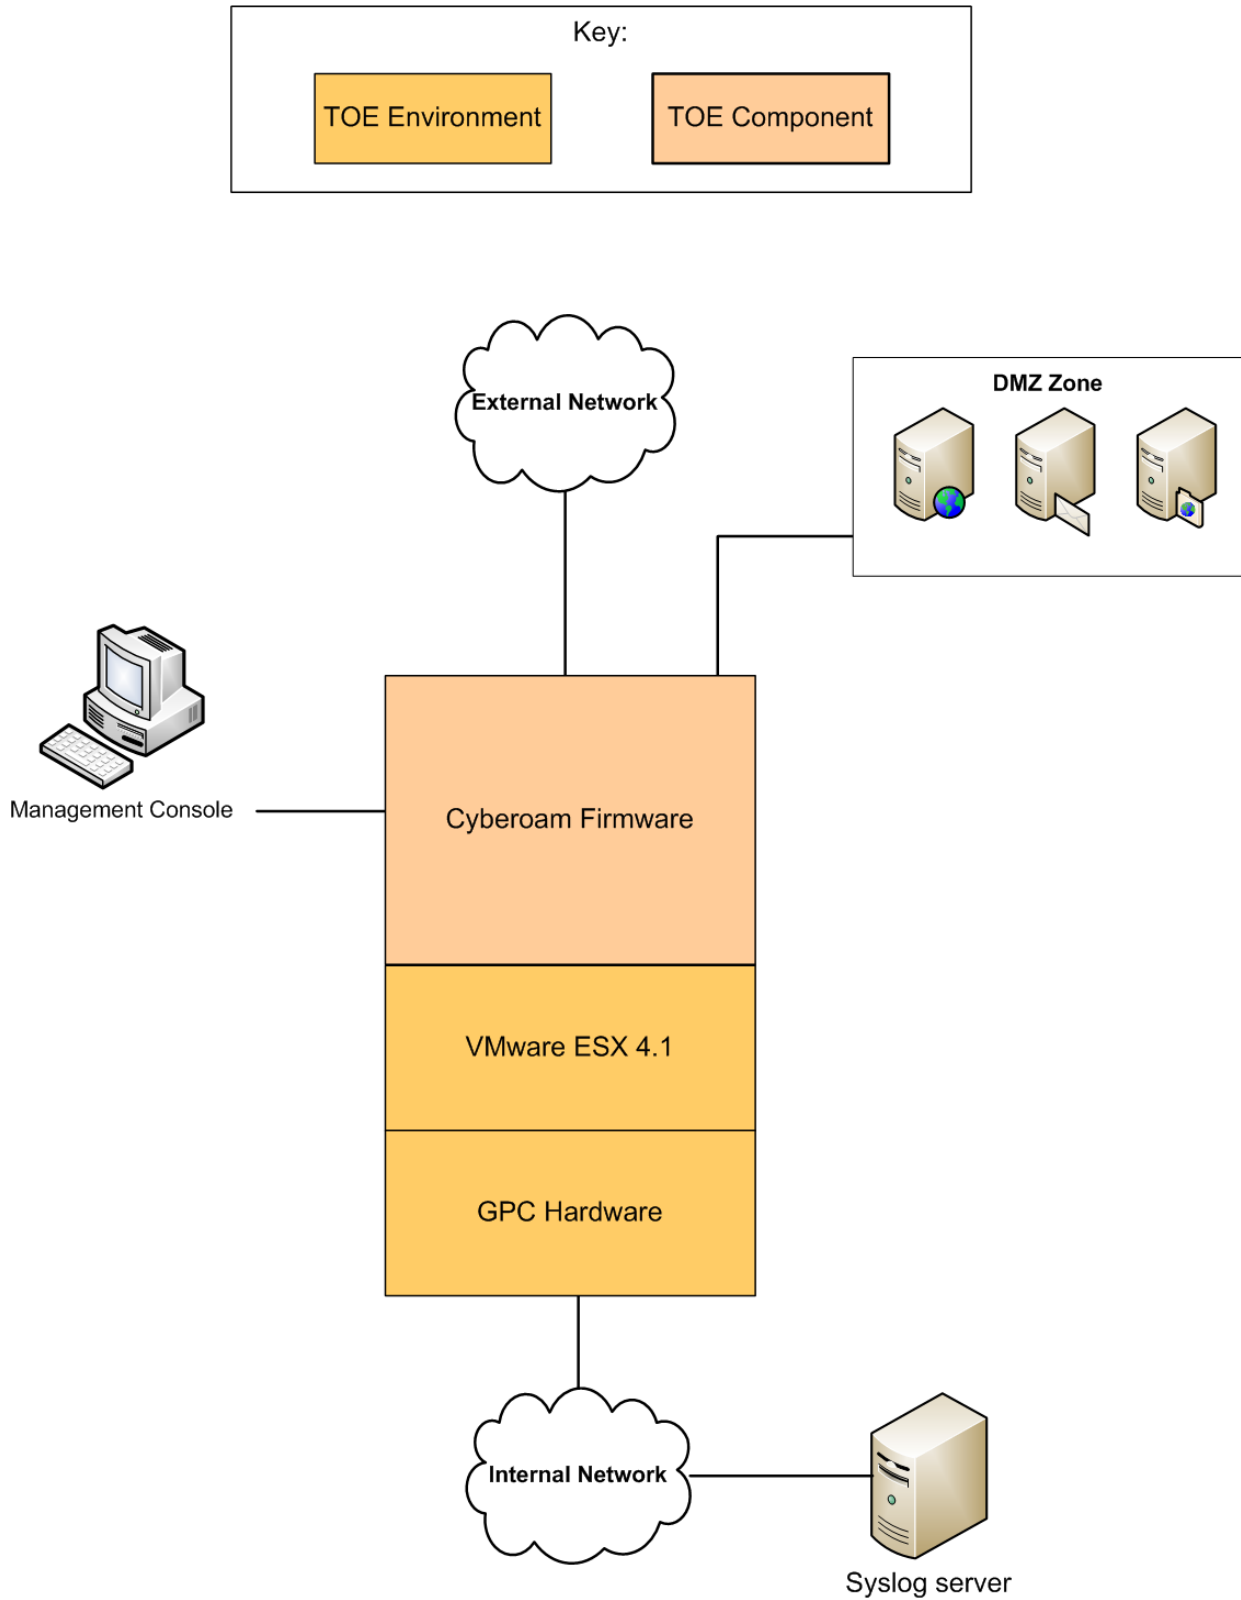 Key:
TOE Environment
TOE Component
External Network
DMZ Zone
Management Console
Cyberoam Firmware
VMware ESX 4.1
GPC Hardware
Internal Network
Syslog server